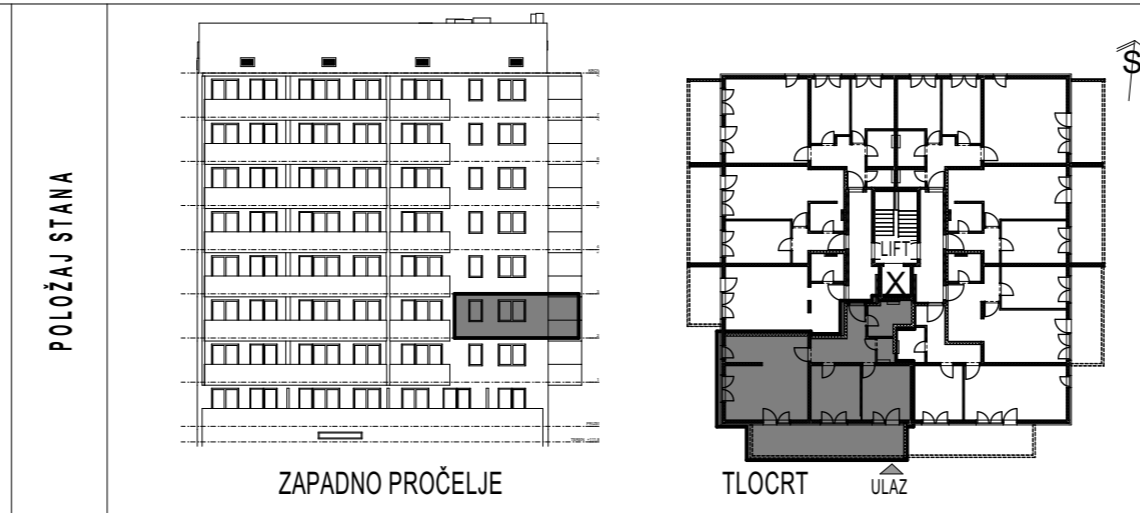 POLOŽAJ STANA
ZAPADNO PROČELJE
S
LIFT
X
TLOCRT
ULAZ